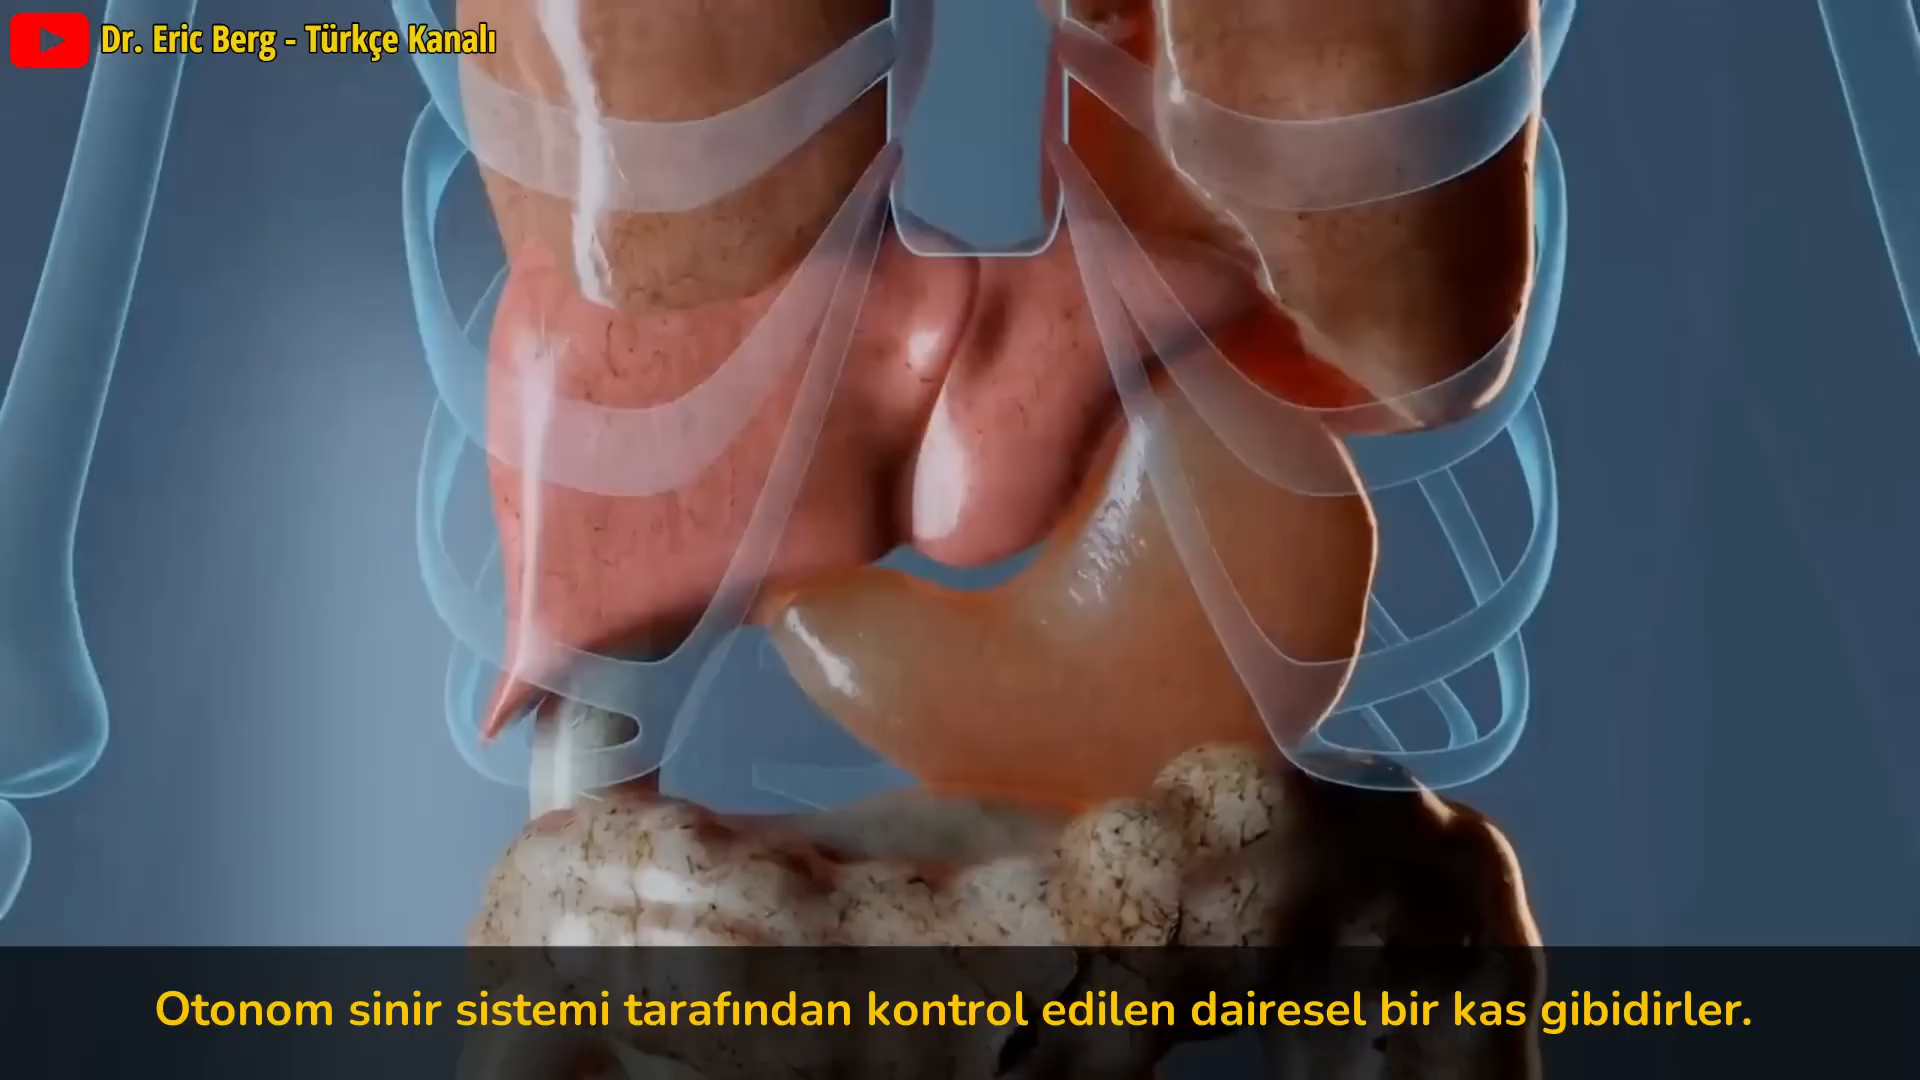 Dr. Eric Berg - Türkçe Kanalı
Otonom sinir sistemi tarafından kontrol edilen dairesel bir kas gibidirler.